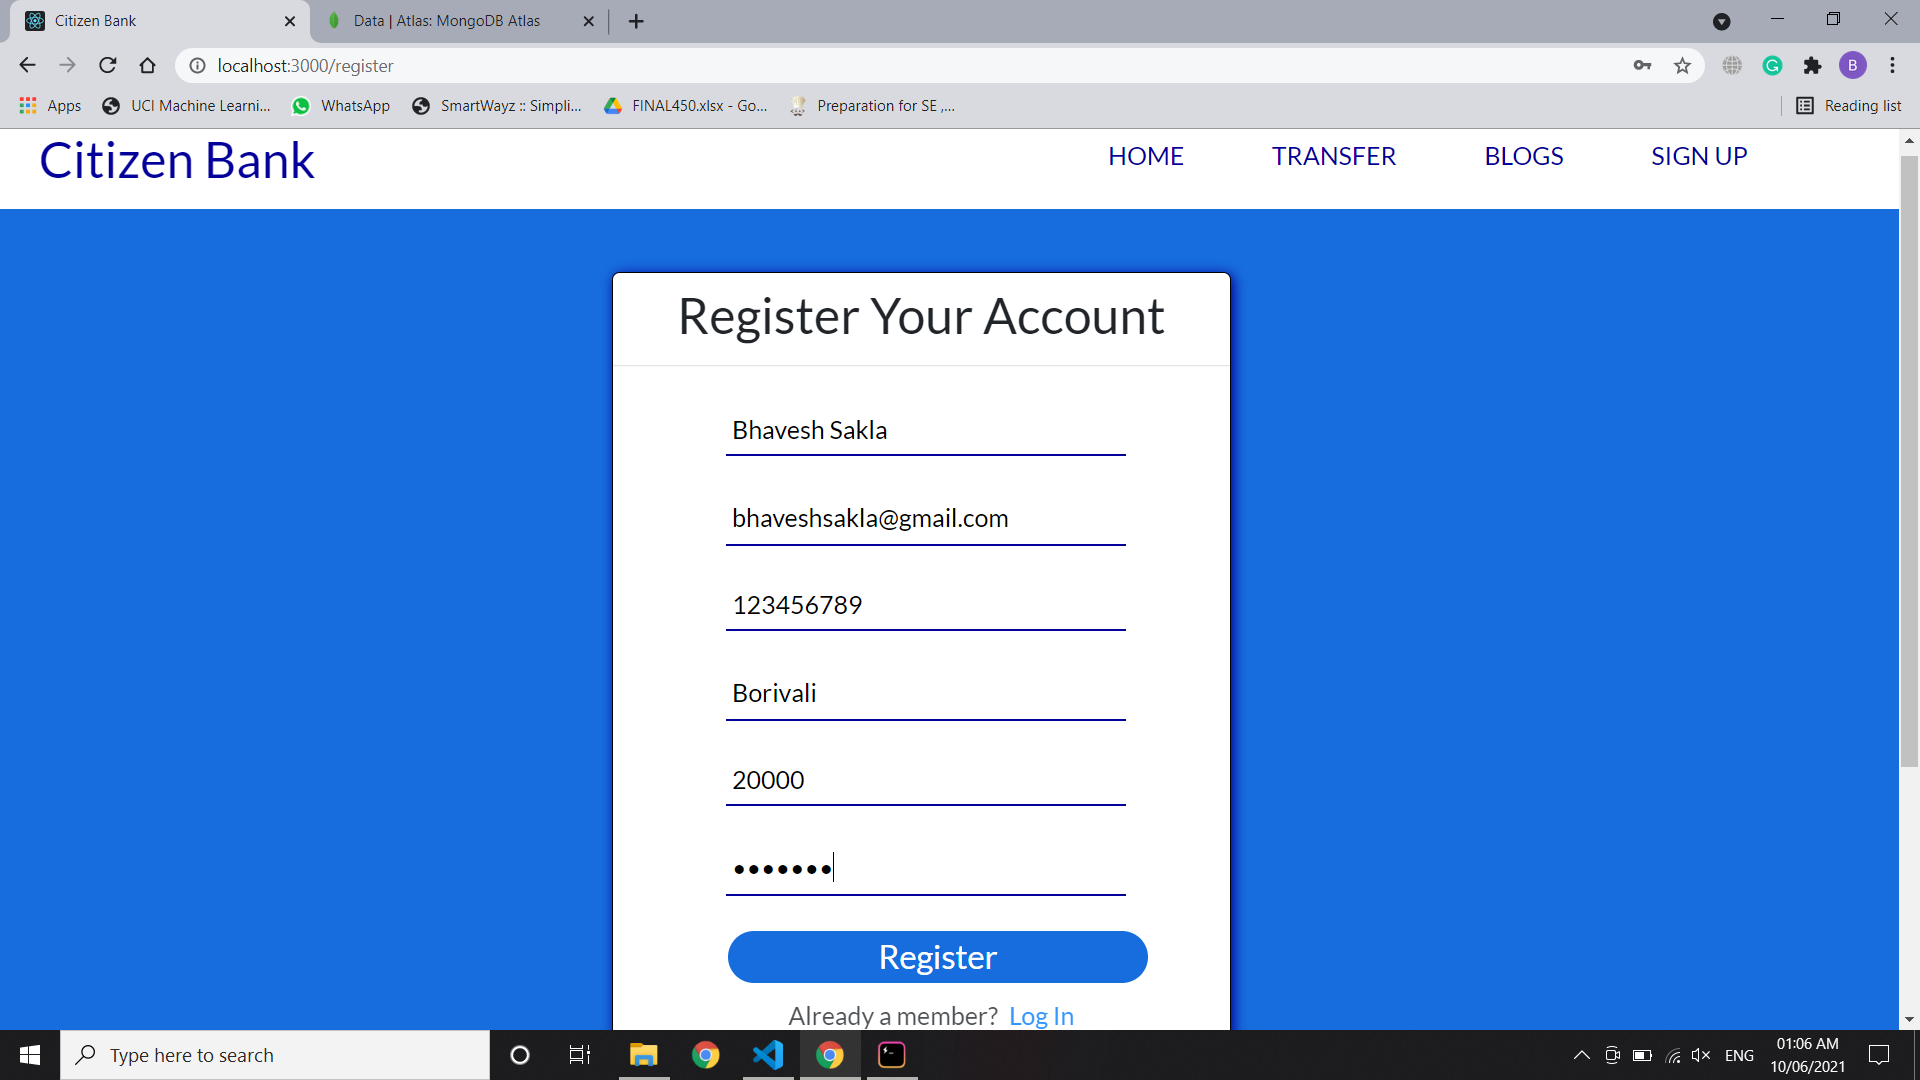 Citizen Bank
Data | Atlas: MongoDB Atlas
localhost:3000/register
B
Apps
UCI Machine Learni...
WhatsApp
SmartWayz :: Simpli...
FINAL450.xlsx - Go...
Preparation for SE ,...
Reading list
Citizen Bank
HOME
TRANSFER
BLOGS
SIGN UP
Register Your Account
Bhavesh Sakla
bhaveshsakla@gmail.com
123456789
Borivali
20000
•••••••
Register
Already a member? Log In
Type here to search
ENG
01:06 AM
10/06/2021